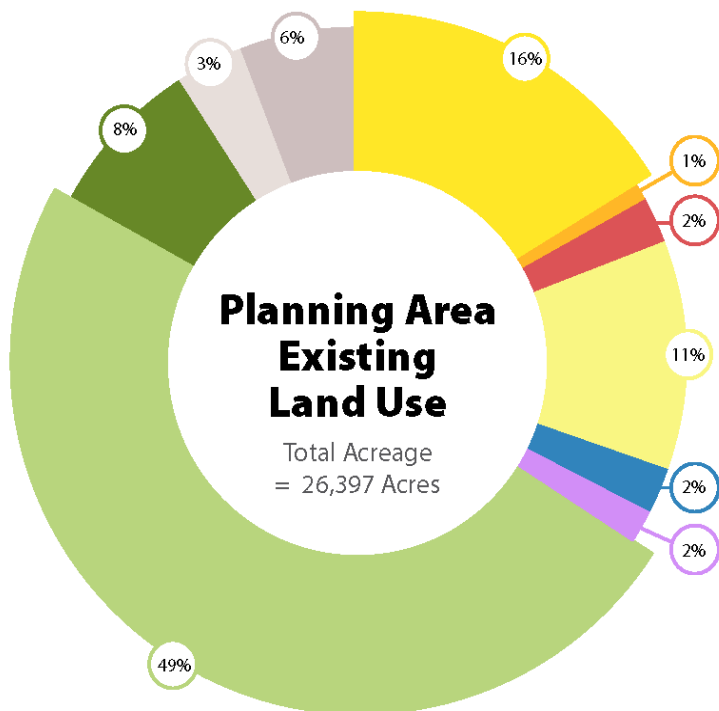 6%
3%
16%
8%
1%
2%
Planning Area
Existing
Land Use
11%
Total Acreage
= 26,397 Acres
2%
2%
49%